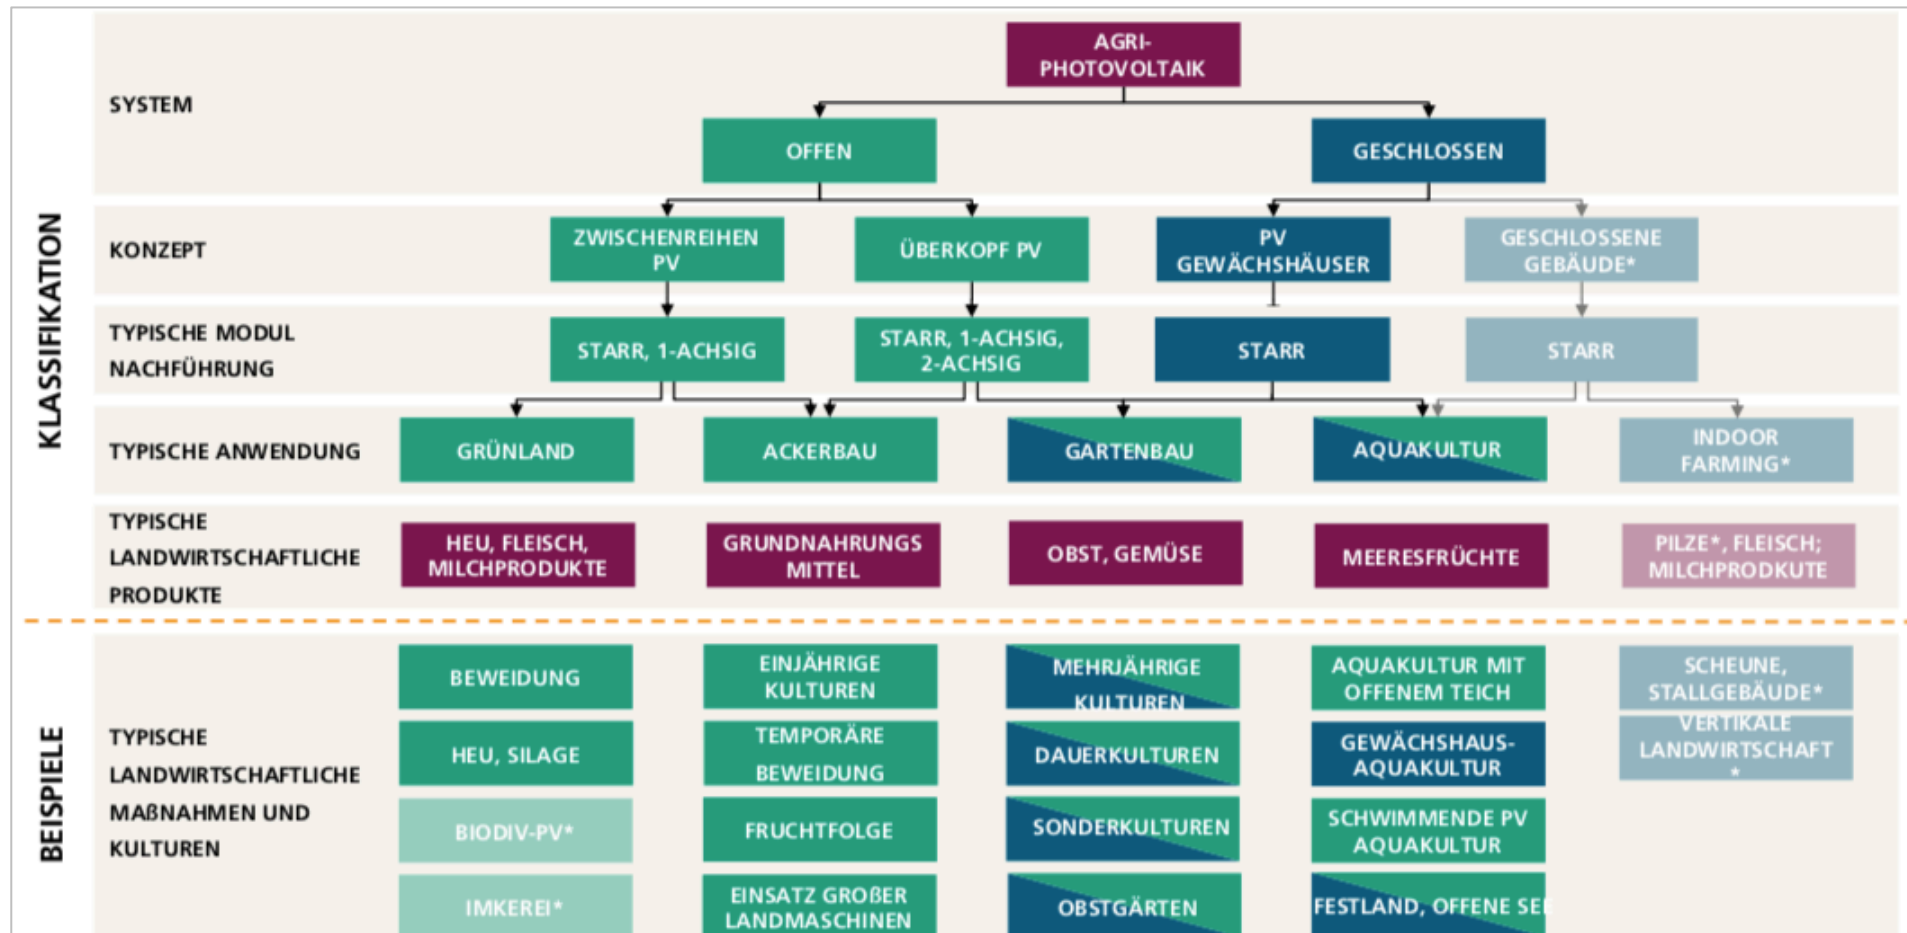 AGRI-
PHOTOVOLTAIK
SYSTEM
OFFEN
GESCHLOSSEN
KLASSIFIKATION
KONZEPT
ZWISCHENREIHEN
PV
ÜBERKOPF PV
PV
GEWÄCHSHÄUSER
GESCHLOSSENE
GEBÄUDE*
TYPISCHE MODUL
NACHFÜHRUNG
STARR, 1-ACHSIG
STARR, 1-ACHSIG,
2-ACHSIG
STARR
STARR
TYPISCHE ANWENDUNG
GRÜNLAND
ACKERBAU
GARTENBAU
AQUAKULTUR
INDOOR
FARMING*
TYPISCHE
LANDWIRTSCHAFTLICHE
PRODUKTE
HEU, FLEISCH,
MILCHPRODUKTE
GRUNDNAHRUNGS
MITTEL
OBST, GEMÜSE
MEERESFRÜCHTE
PILZE*, FLEISCH;
MILCHPRODKUTE
BEISPIELE
TYPISCHE
LANDWIRTSCHAFTLICHE
MAßNAHMEN UND
KULTUREN
BEWEIDUNG
EINJÄHRIGE
KULTUREN
MEHRJÄHRIGE
KULTUREN
AQUAKULTUR MIT
OFFENEM TEICH
SCHEUNE,
STALLGEBÄUDE*
HEU, SILAGE
TEMPORÄRE
BEWEIDUNG
DAUERKULTUREN
GEWÄCHSHAUS-
AQUAKULTUR
VERTIKALE
LANDWIRTSCHAFT
*
BIODIV-PV*
FRUCHTFOLGE
SONDERKULTUREN
SCHWIMMENDE PV
AQUAKULTUR
IMKEREI*
EINSATZ GROßER
LANDMASCHINEN
OBSTGÄRTEN
FESTLAND, OFFENE SEE